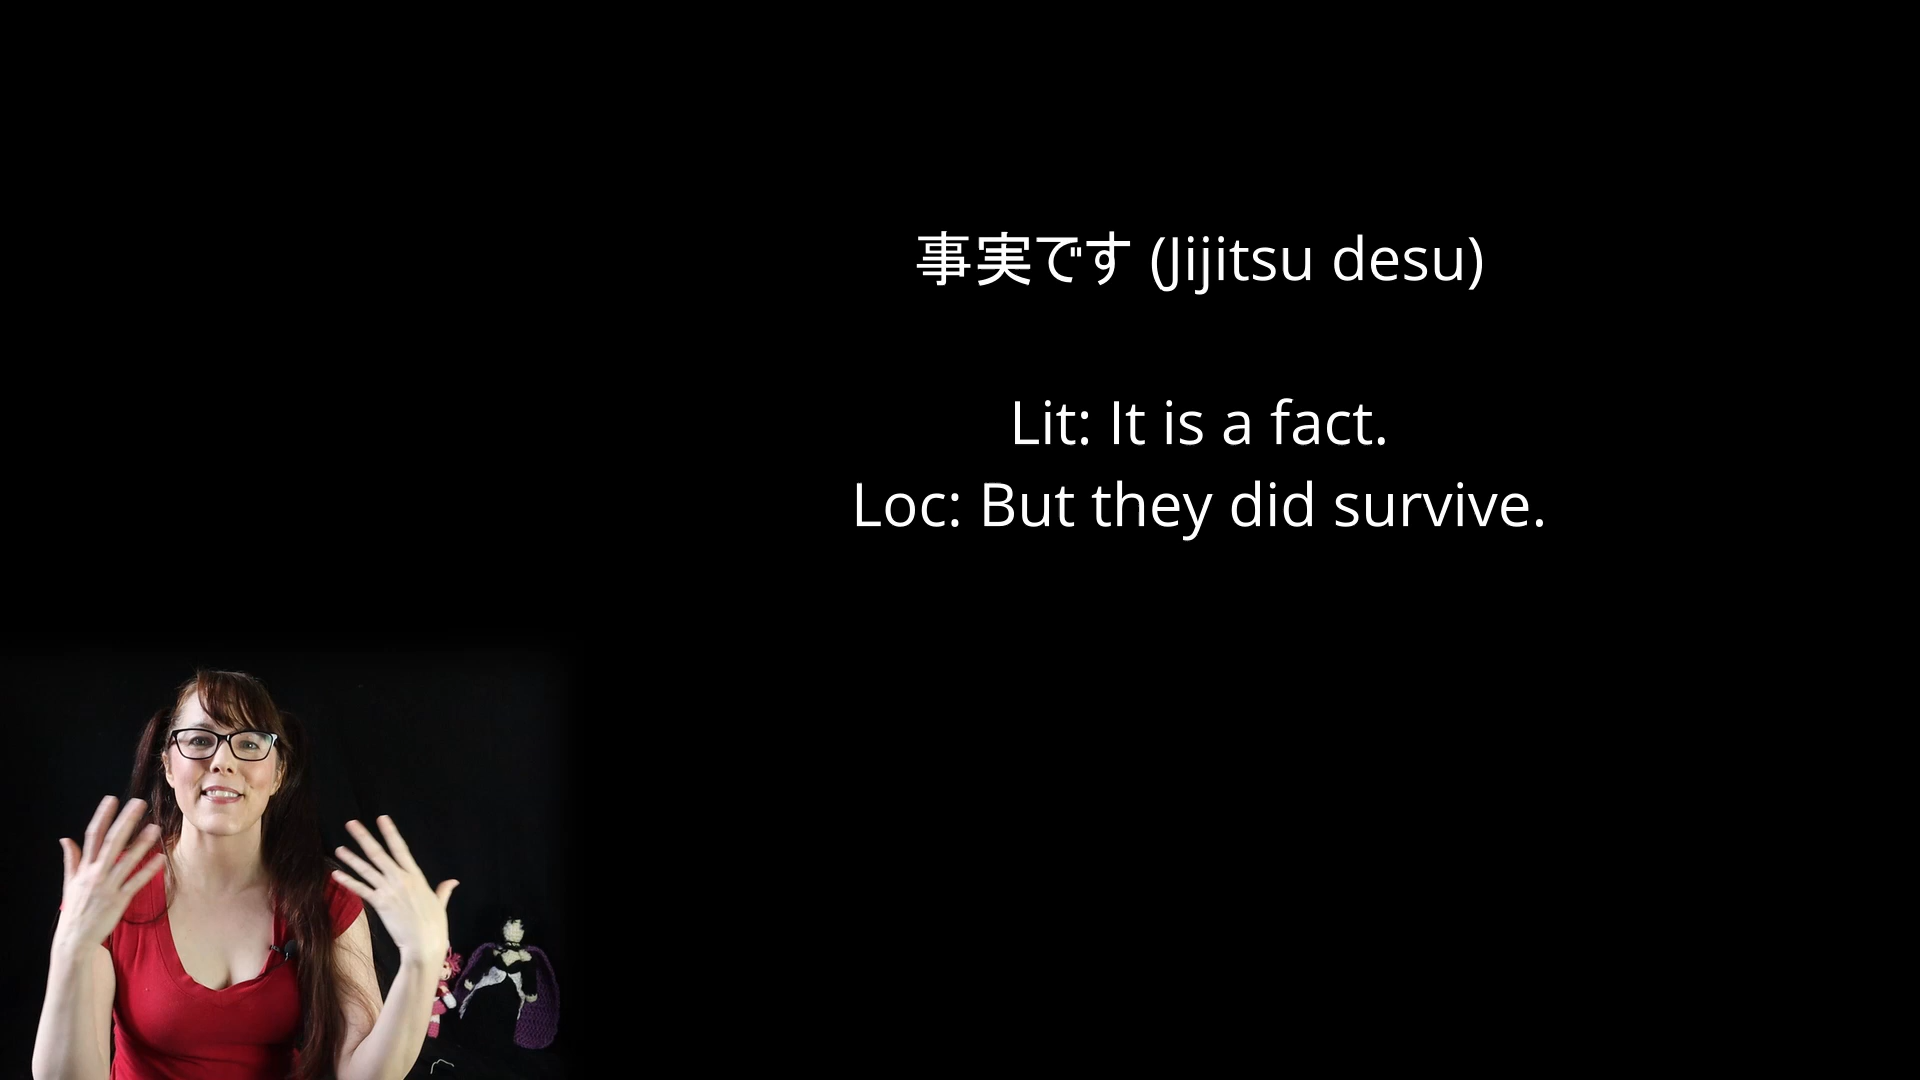 事実です (Jijitsu desu)
Lit: It is a fact.
Loc: But they did survive.